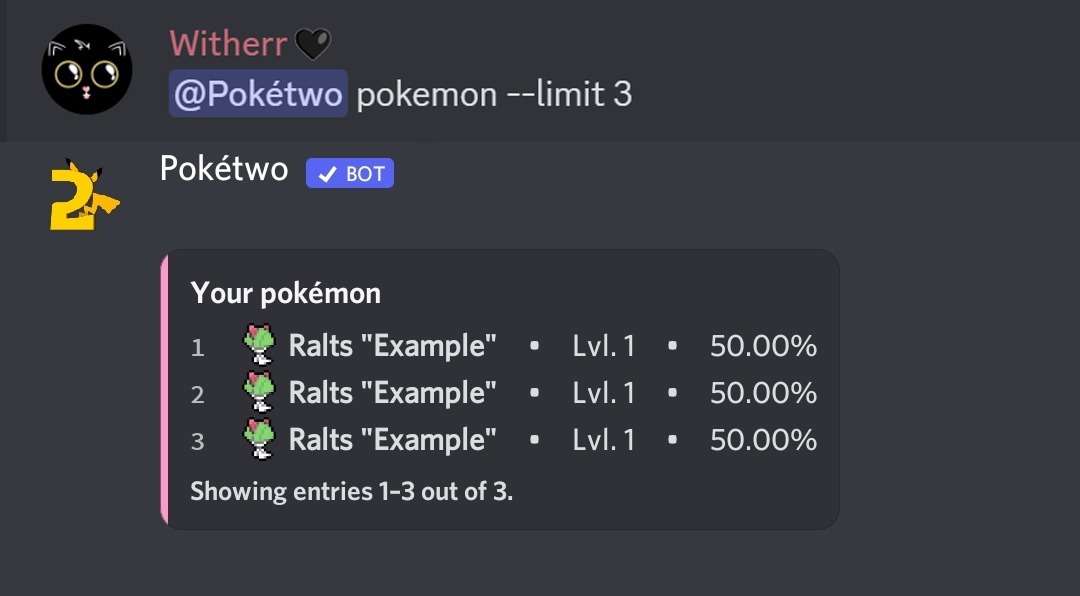 Witherr🖤
@Pokétwo pokemon --limit 3
2
Pokétwo ✔ BOT
Your pokémon
1 Ralts "Example" • Lvl. 1 • 50.00%
2 Ralts "Example" • Lvl. 1 • 50.00%
3 Ralts "Example" • Lvl. 1 • 50.00%
Showing entries 1–3 out of 3.